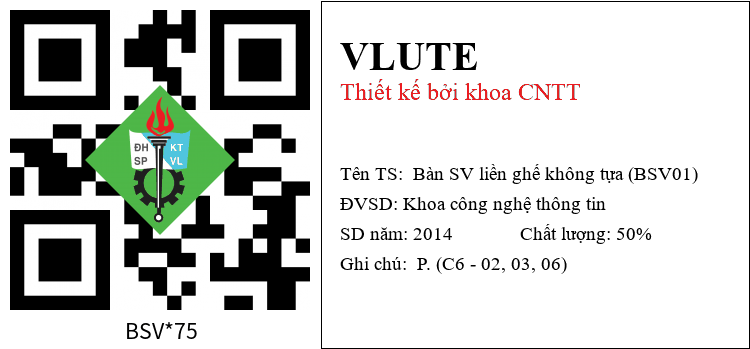 ĐH KT
SP VL
BSV*75
VLUTE
Thiết kế bởi khoa CNTT
Tên TS: Bàn SV liền ghế không tựa (BSV01)
ĐVSD: Khoa công nghệ thông tin
SD năm: 2014 Chất lượng: 50%
Ghi chú: P. (C6 - 02, 03, 06)